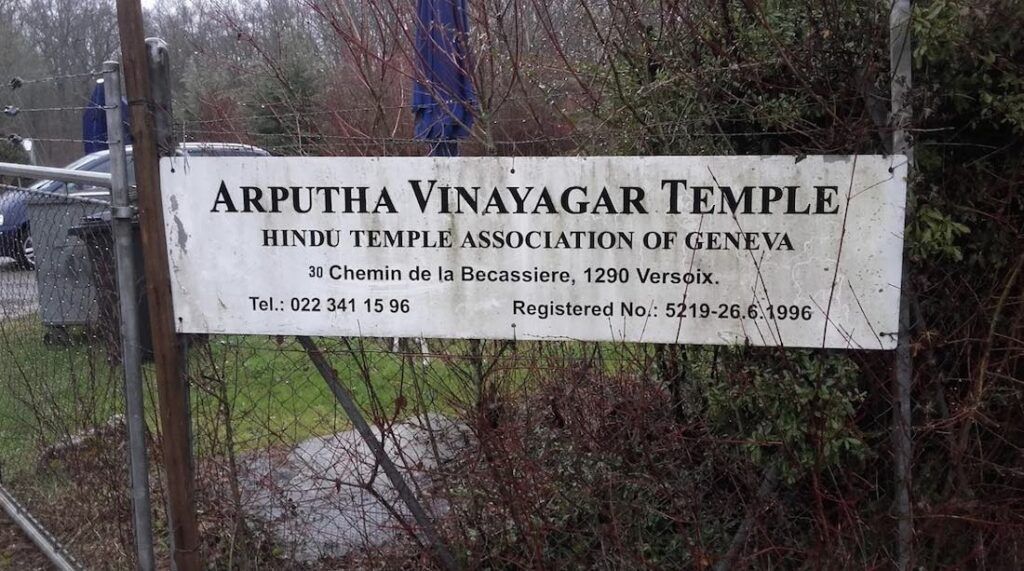 ARPUTHA VINAYAGAR TEMPLE
HINDU TEMPLE ASSOCIATION OF GENEVA
30 Chemin de la Becassiere, 1290 Versoix.
Tel.: 022 341 15 96 Registered No.: 5219-26.6.1996